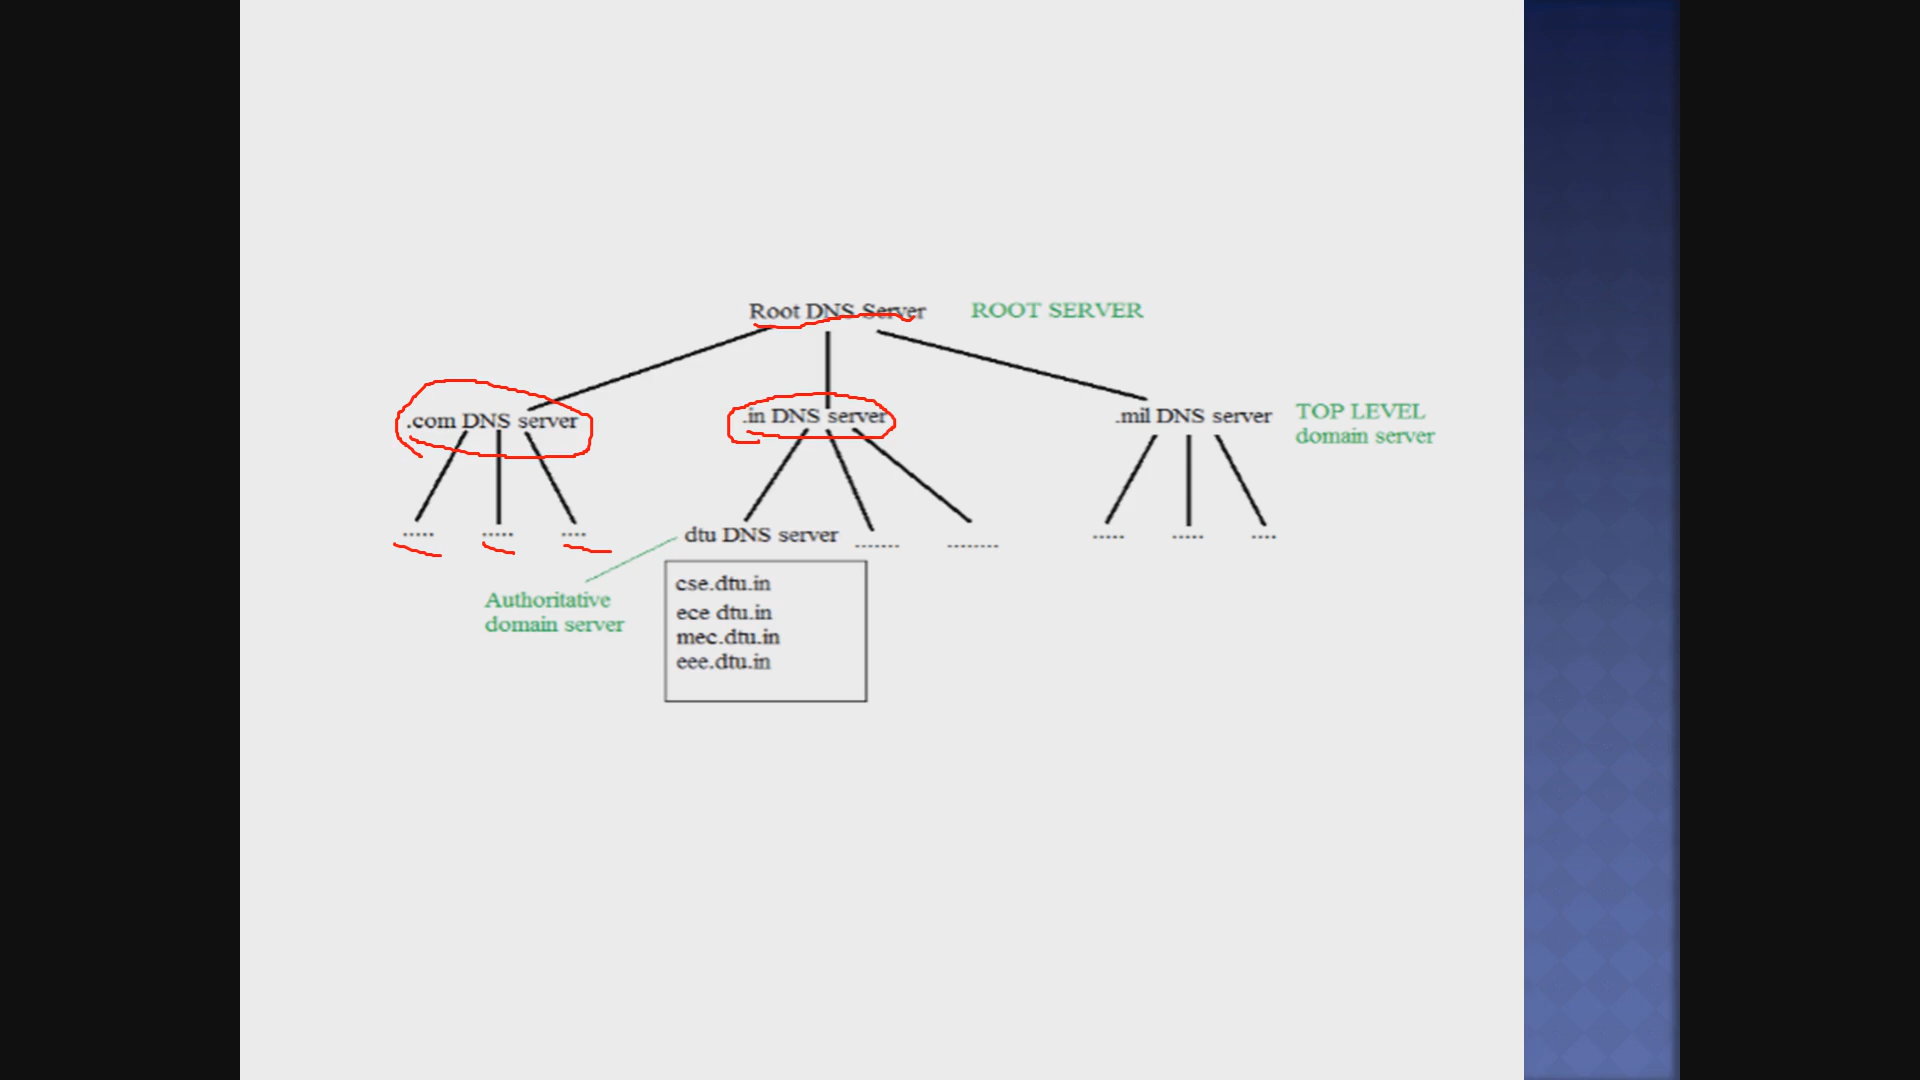 Root DNS Server
ROOT SERVER
.com DNS server
.in DNS server
.mil DNS server
TOP LEVEL
domain server
.....
.....
....
dtu DNS server
.......
........
.....
.....
....
Authoritative
domain server
cse.dtu.in
ece dtu.in
mec.dtu.in
eee.dtu.in